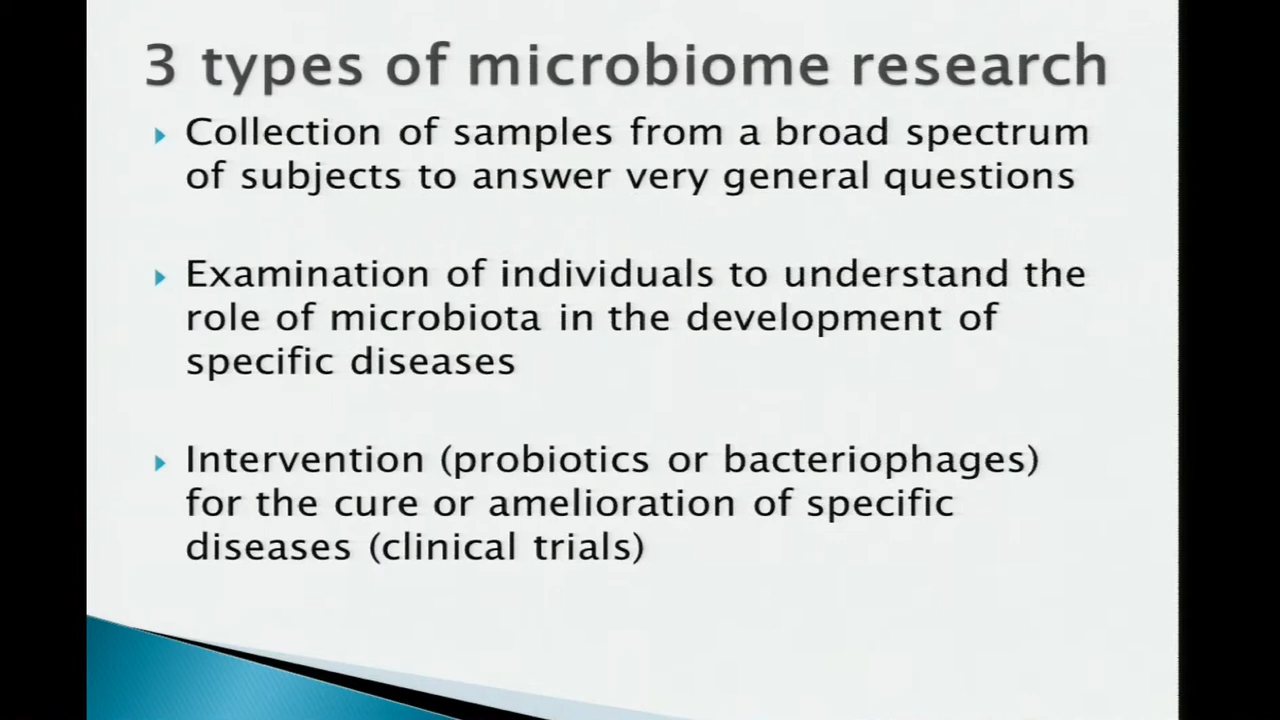 3 types of microbiome research
Collection of samples from a broad spectrum
of subjects to answer very general questions
Examination of individuals to understand the
role of microbiota in the development of
specific diseases
Intervention (probiotics or bacteriophages)
for the cure or amelioration of specific
diseases (clinical trials)